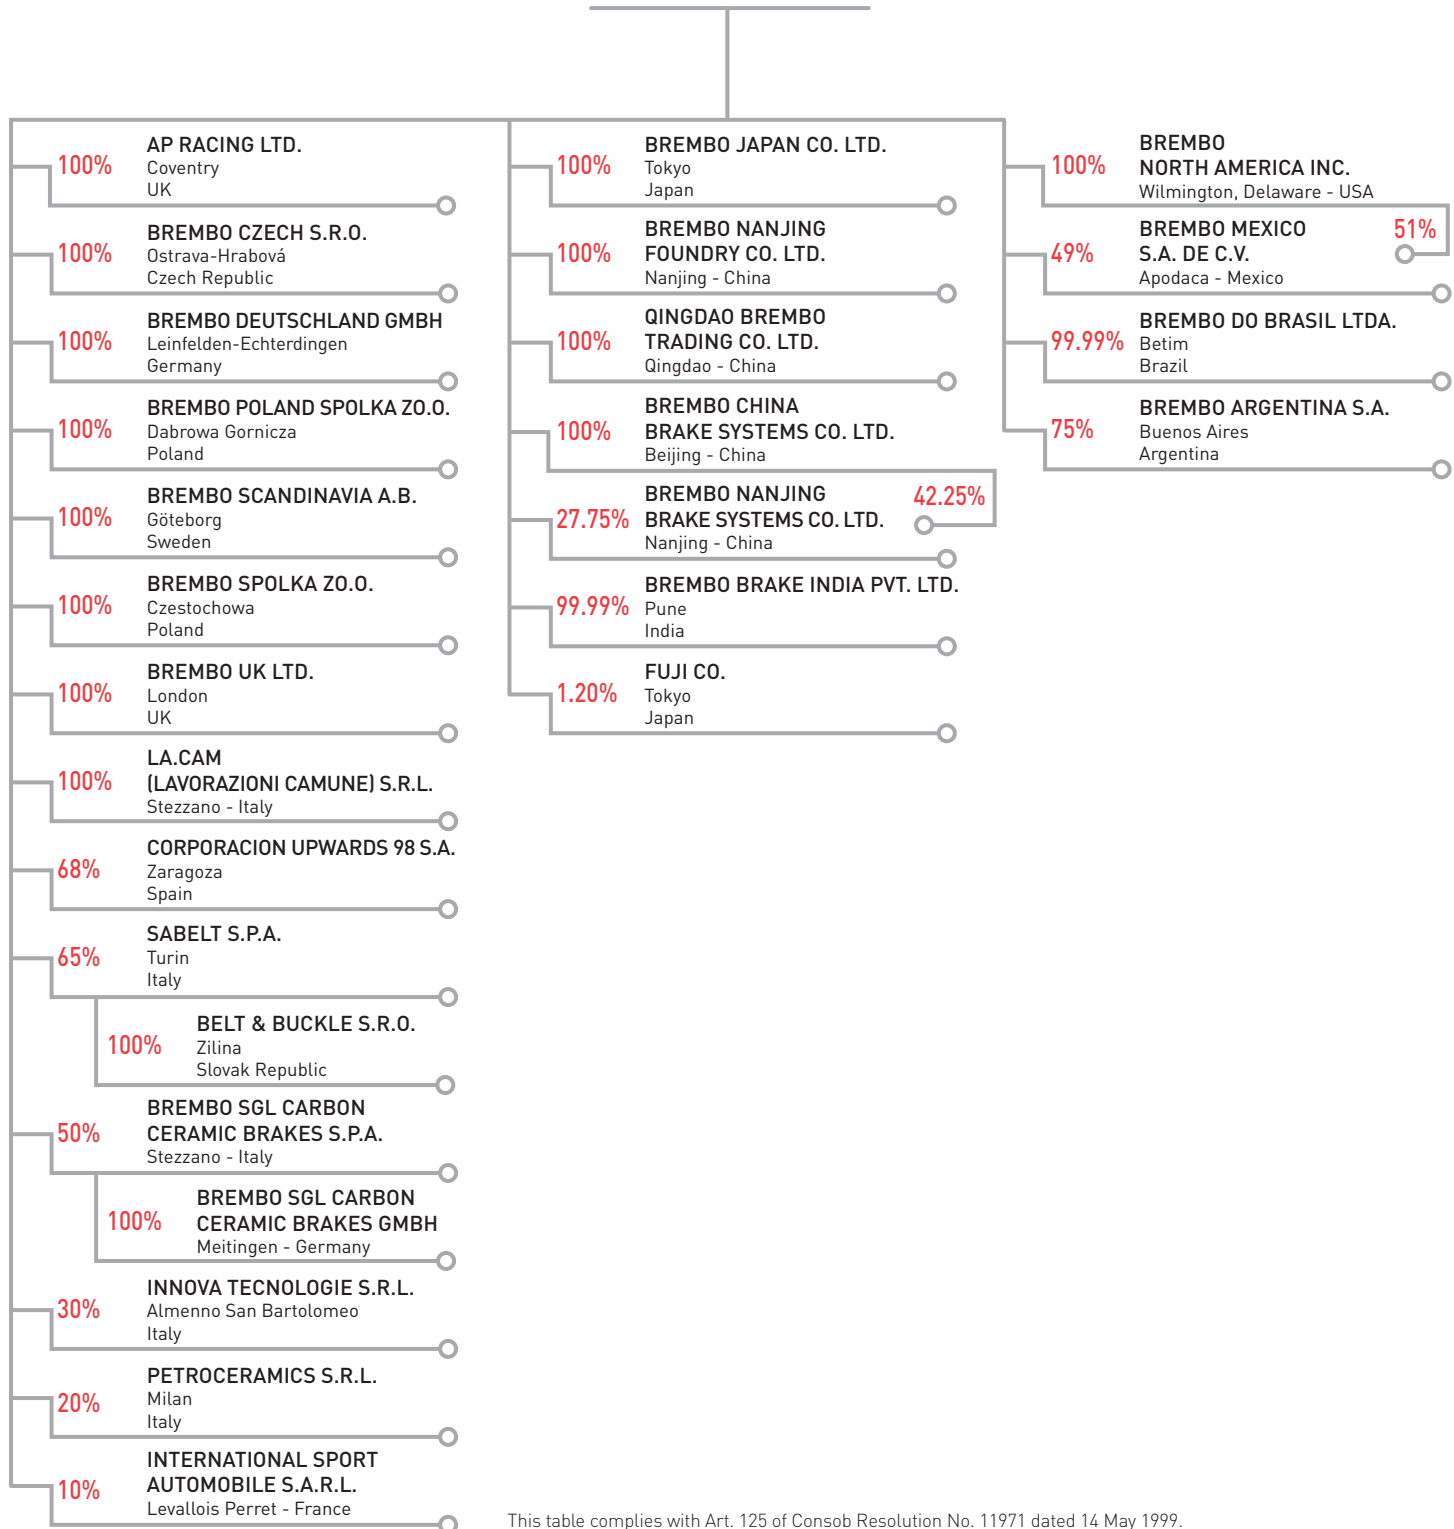 100%
AP RACING LTD.
Coventry
UK
100%
BREMBO CZECH S.R.O.
Ostrava-Hrabová
Czech Republic
100%
BREMBO DEUTSCHLAND GMBH
Leinfelden-Echterdingen
Germany
100%
BREMBO POLAND SPOLKA ZO.O.
Dabrowa Gornicza
Poland
100%
BREMBO SCANDINAVIA A.B.
Göteborg
Sweden
100%
BREMBO SPOLKA ZO.O.
Czestochowa
Poland
100%
BREMBO UK LTD.
London
UK
100%
LA.CAM
(LAVORAZIONI CAMUNE) S.R.L.
Stezzano - Italy
68%
CORPORACION UPWARDS 98 S.A.
Zaragoza
Spain
65%
SABELT S.P.A.
Turin
Italy
100%
BELT & BUCKLE S.R.O.
Zilina
Slovak Republic
50%
BREMBO SGL CARBON
CERAMIC BRAKES S.P.A.
Stezzano - Italy
100%
BREMBO SGL CARBON
CERAMIC BRAKES GMBH
Meitingen - Germany
30%
INNOVA TECNOLOGIE S.R.L.
Almenno San Bartolomeo
Italy
20%
PETROCERAMICS S.R.L.
Milan
Italy
10%
INTERNATIONAL SPORT
AUTOMOBILE S.A.R.L.
Levallois Perret - France
100%
BREMBO JAPAN CO. LTD.
Tokyo
Japan
100%
BREMBO NANJING
FOUNDRY CO. LTD.
Nanjing - China
100%
QINGDAO BREMBO
TRADING CO. LTD.
Qingdao - China
100%
BREMBO CHINA
BRAKE SYSTEMS CO. LTD.
Beijing - China
27.75%
BREMBO NANJING
BRAKE SYSTEMS CO. LTD.
Nanjing - China
42.25%
99.99%
BREMBO BRAKE INDIA PVT. LTD.
Pune
India
1.20%
FUJI CO.
Tokyo
Japan
100%
BREMBO
NORTH AMERICA INC.
Wilmington, Delaware - USA
49%
BREMBO MEXICO
S.A. DE C.V.
Apodaca - Mexico
51%
99.99%
BREMBO DO BRASIL LTDA.
Betim
Brazil
75%
BREMBO ARGENTINA S.A.
Buenos Aires
Argentina
This table complies with Art. 125 of Consob Resolution No. 11971 dated 14 May 1999.